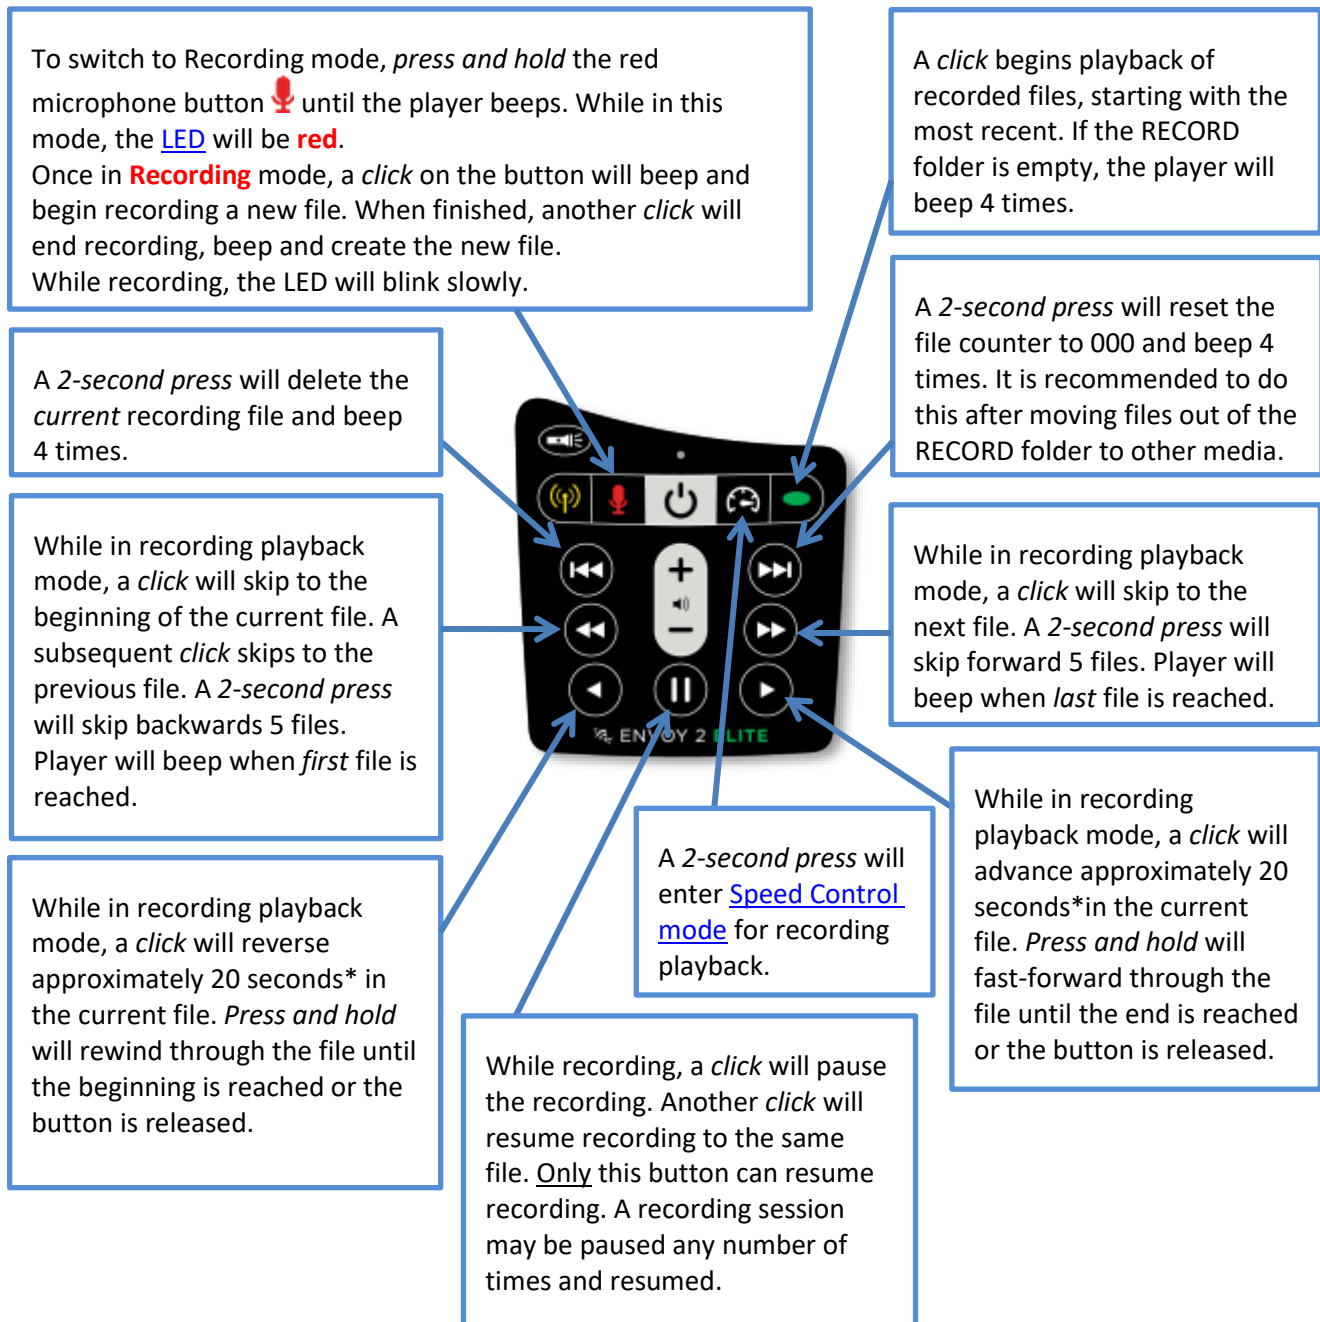 To switch to Recording mode, press and hold the red
microphone button until the player beeps. While in this
mode, the LED will be red.
Once in Recording mode, a click on the button will beep and
begin recording a new file. When finished, another click will
end recording, beep and create the new file.
While recording, the LED will blink slowly.
A click begins playback of
recorded files, starting with the
most recent. If the RECORD
folder is empty, the player will
beep 4 times.
A 2-second press will delete the
current recording file and beep
4 times.
A 2-second press will reset the
file counter to 000 and beep 4
times. It is recommended to do
this after moving files out of the
RECORD folder to other media.
While in recording playback
mode, a click will skip to the
beginning of the current file. A
subsequent click skips to the
previous file. A 2-second press
will skip backwards 5 files.
Player will beep when first file is
reached.
While in recording playback
mode, a click will skip to the
next file. A 2-second press will
skip forward 5 files. Player will
beep when last file is reached.
ENVOY 2 ELITE
While in recording playback
mode, a click will reverse
approximately 20 seconds* in
the current file. Press and hold
will rewind through the file until
the beginning is reached or the
button is released.
A 2-second press will
enter Speed Control
mode for recording
playback.
While in recording
playback mode, a click will
advance approximately 20
seconds*in the current
file. Press and hold will
fast-forward through the
file until the end is reached
or the button is released.
While recording, a click will pause
the recording. Another click will
resume recording to the same
file. Only this button can resume
recording. A recording session
may be paused any number of
times and resumed.